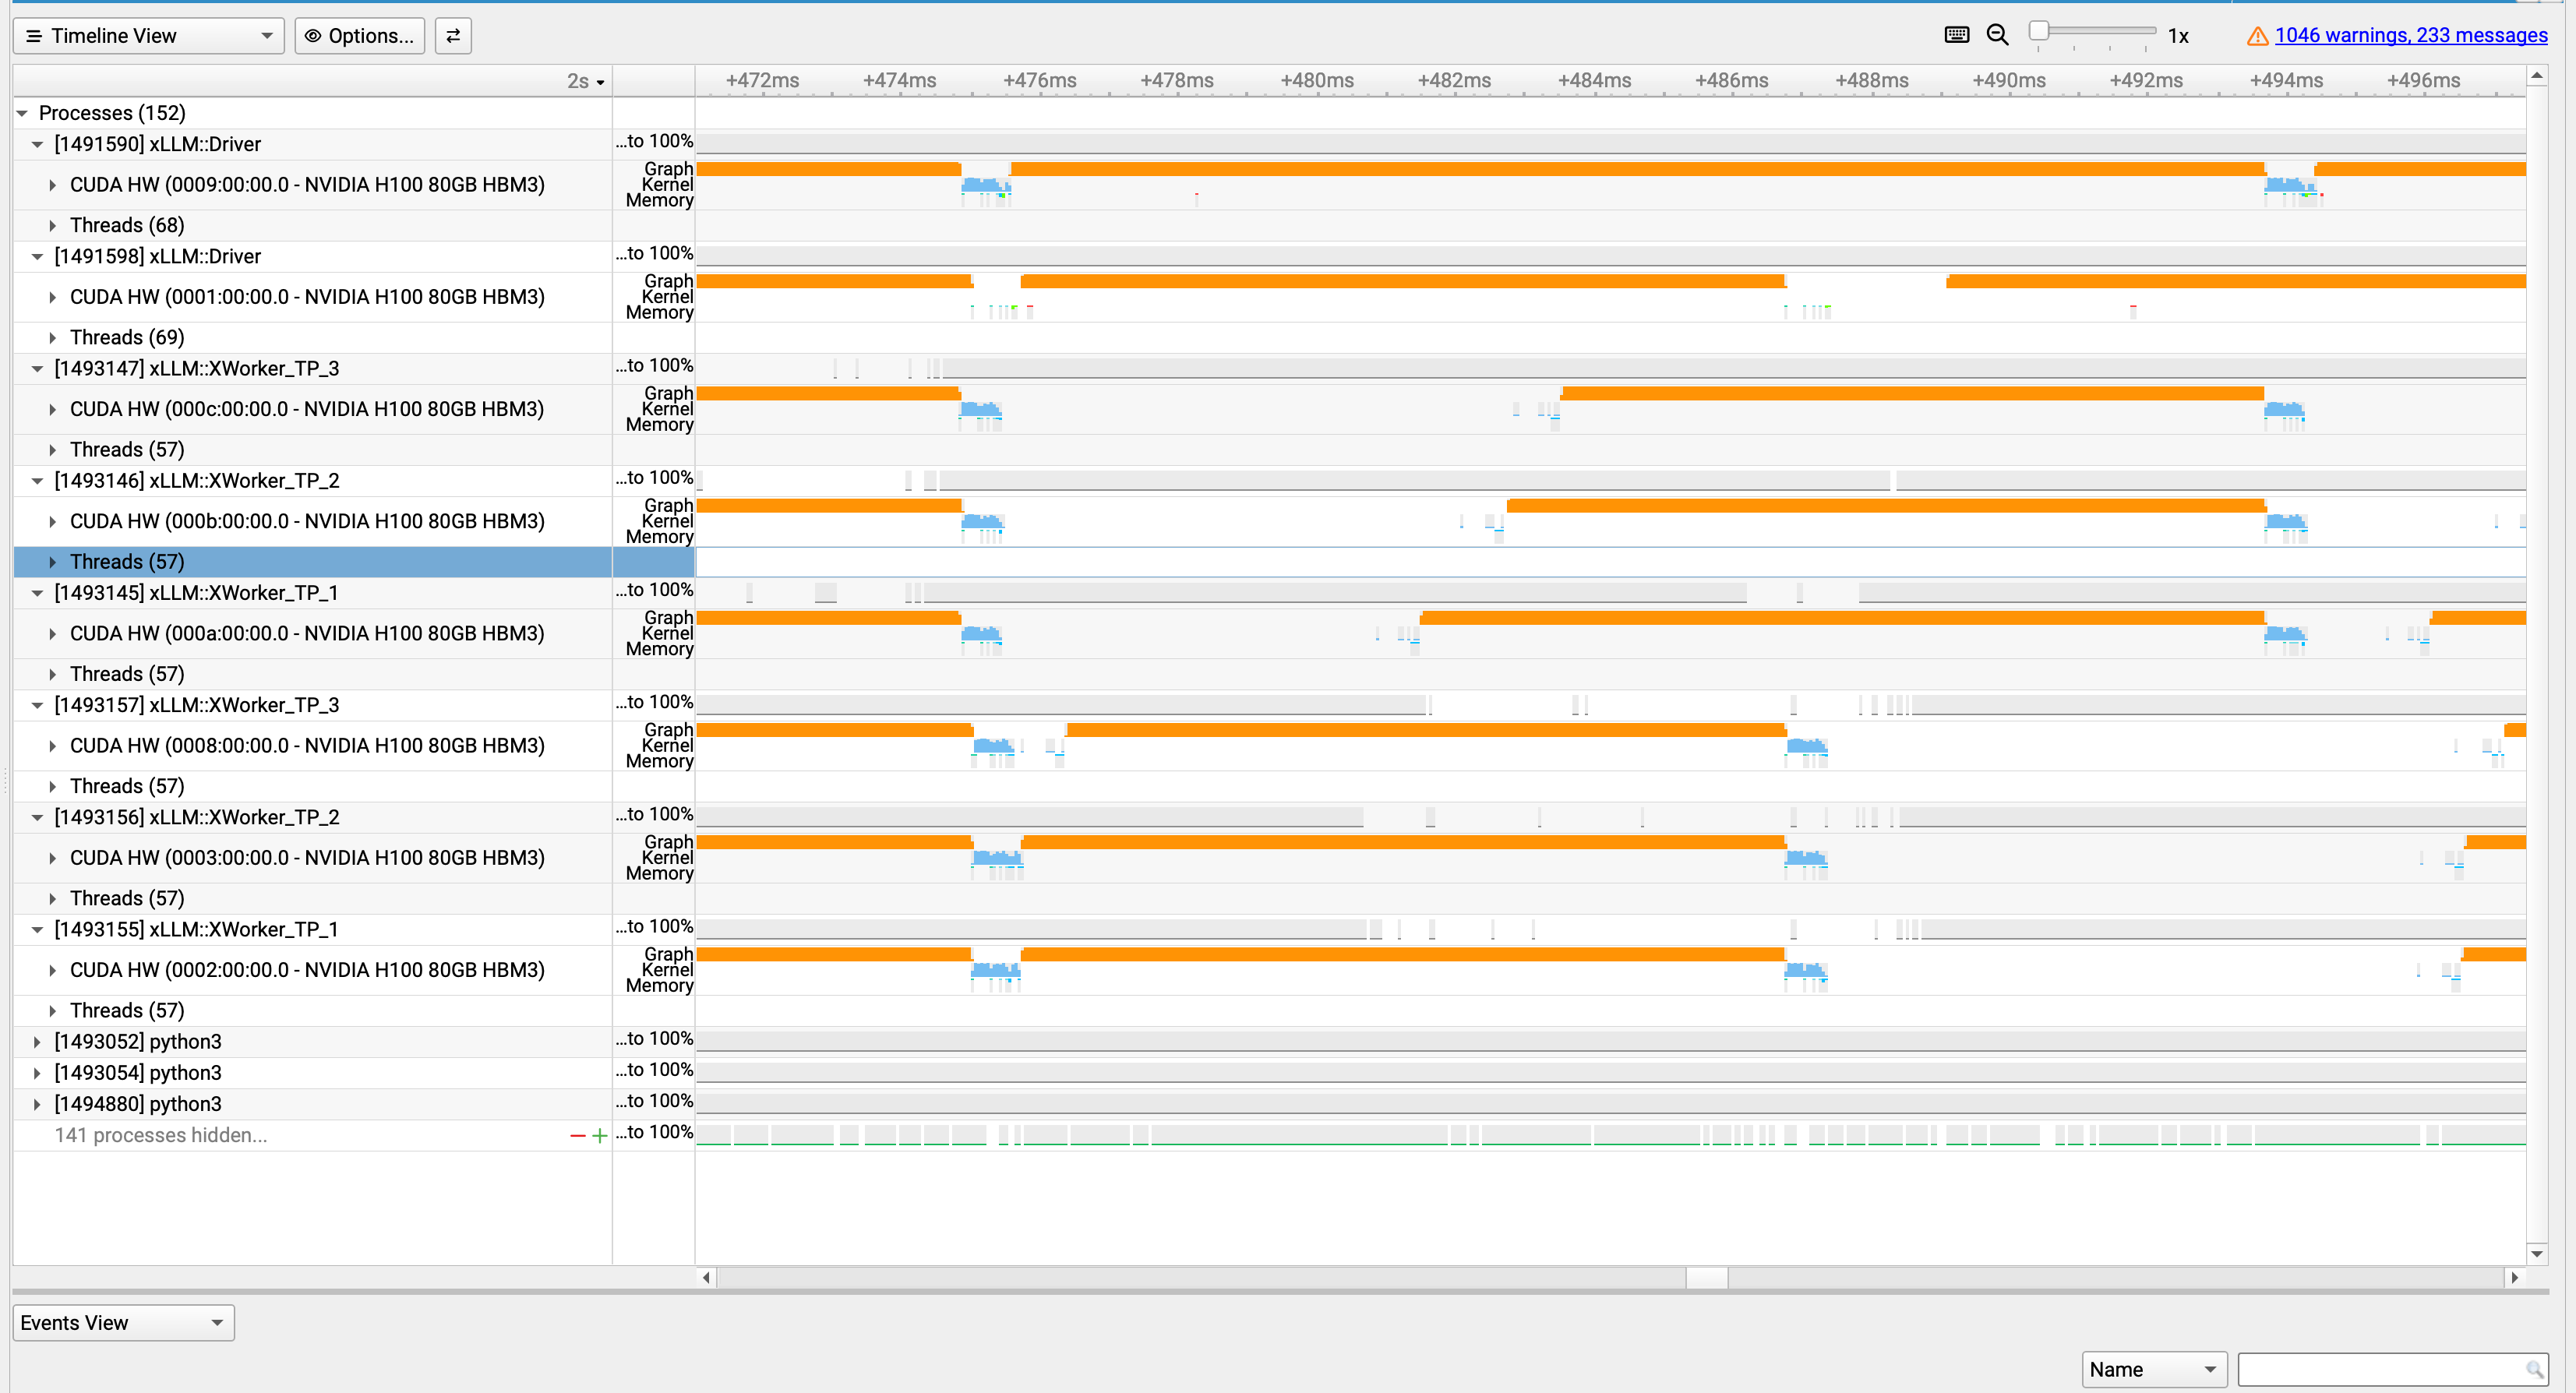 Timeline View Options... 1x 1046 warnings, 233 messages
2s +472ms +474ms +476ms +478ms +480ms +482ms +484ms +486ms +488ms +490ms +492ms +494ms +496ms
Processes (152)
[1491590] xLLM::Driver ...to 100%
CUDA HW (0009:00:00.0 - NVIDIA H100 80GB HBM3) Graph
Kernel
Memory
Threads (68)
[1491598] xLLM::Driver ...to 100%
CUDA HW (0001:00:00.0 - NVIDIA H100 80GB HBM3) Graph
Kernel
Memory
Threads (69)
[1493147] xLLM::XWorker_TP_3 ...to 100%
CUDA HW (000c:00:00.0 - NVIDIA H100 80GB HBM3) Graph
Kernel
Memory
Threads (57)
[1493146] xLLM::XWorker_TP_2 ...to 100%
CUDA HW (000b:00:00.0 - NVIDIA H100 80GB HBM3) Graph
Kernel
Memory
Threads (57)
[1493145] xLLM::XWorker_TP_1 ...to 100%
CUDA HW (000a:00:00.0 - NVIDIA H100 80GB HBM3) Graph
Kernel
Memory
Threads (57)
[1493157] xLLM::XWorker_TP_3 ...to 100%
CUDA HW (0008:00:00.0 - NVIDIA H100 80GB HBM3) Graph
Kernel
Memory
Threads (57)
[1493156] xLLM::XWorker_TP_2 ...to 100%
CUDA HW (0003:00:00.0 - NVIDIA H100 80GB HBM3) Graph
Kernel
Memory
Threads (57)
[1493155] xLLM::XWorker_TP_1 ...to 100%
CUDA HW (0002:00:00.0 - NVIDIA H100 80GB HBM3) Graph
Kernel
Memory
Threads (57)
[1493052] python3 ...to 100%
[1493054] python3 ...to 100%
[1494880] python3 ...to 100%
141 processes hidden... ...to 100%
Events View
Name